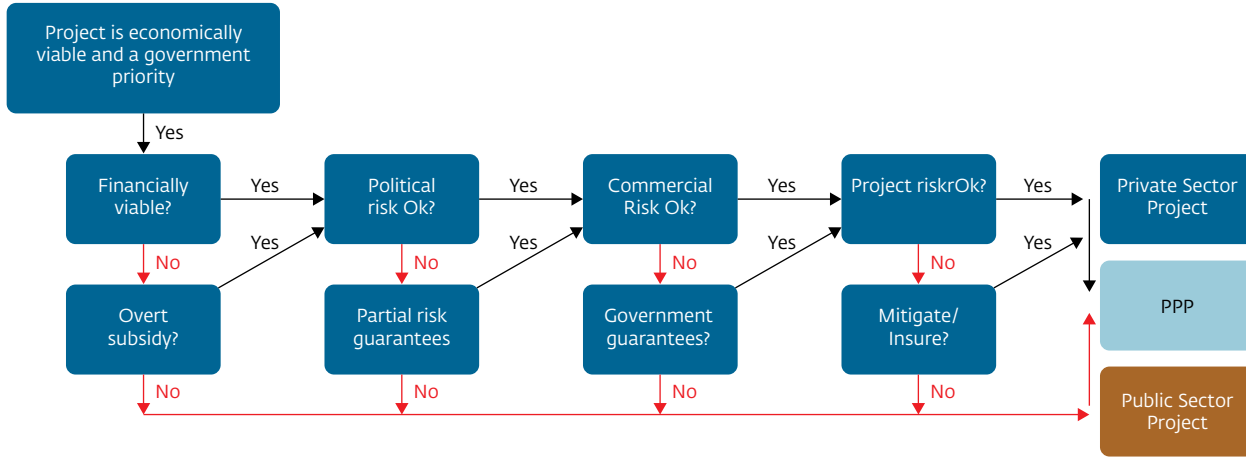 Project is economically
viable and a government
priority
Yes
Financially
viable?
Yes
Political
risk Ok?
Yes
Commercial
Risk Ok?
Yes
Project riskrOk?
Yes
Private Sector
Project
No
Yes
No
Yes
No
Yes
No
Yes
Overt
subsidy?
Partial risk
guarantees
Government
guarantees?
Mitigate/
Insure?
PPP
No
No
No
No
Public Sector
Project